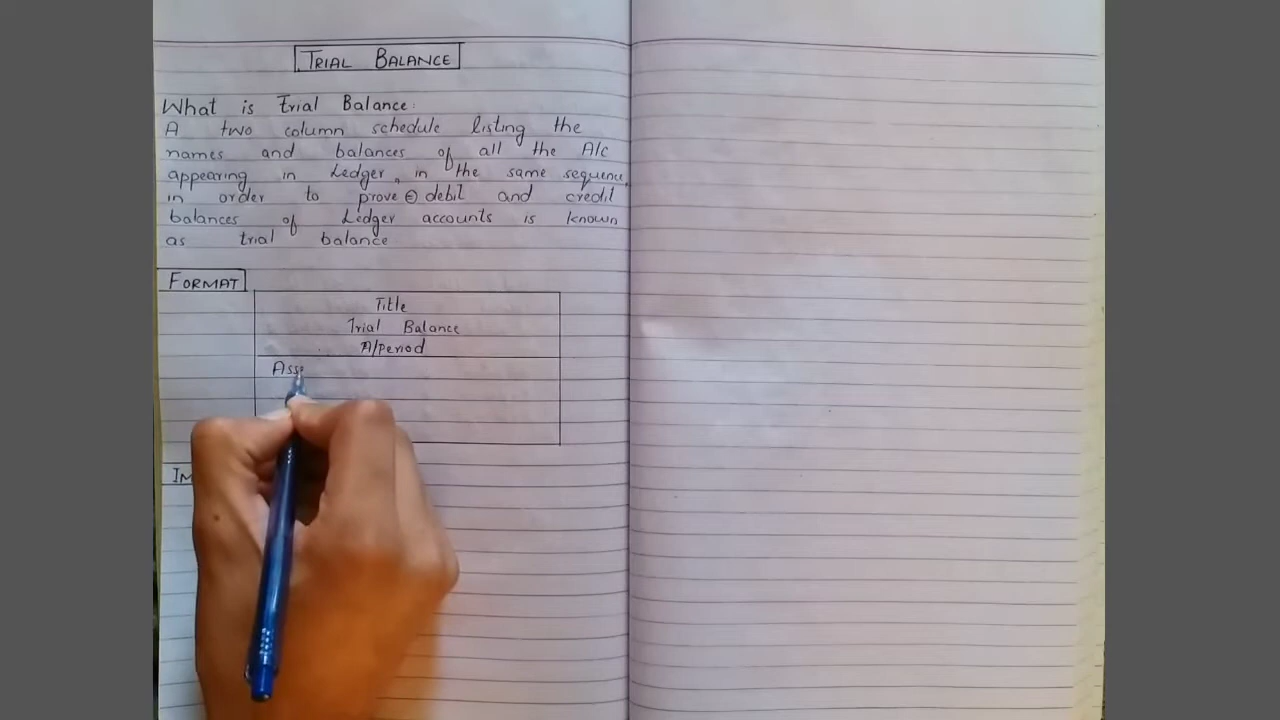 TRIAL BALANCE
What is Trial Balance:
A two column schedule listing the
names and balances of all the A/c
appearing in Ledger, in the same sequence,
in order to prove debit and credit
balances of Ledger accounts is known
as trial balance
FORMAT
Title
Trial Balance
A/period
Ass
IM